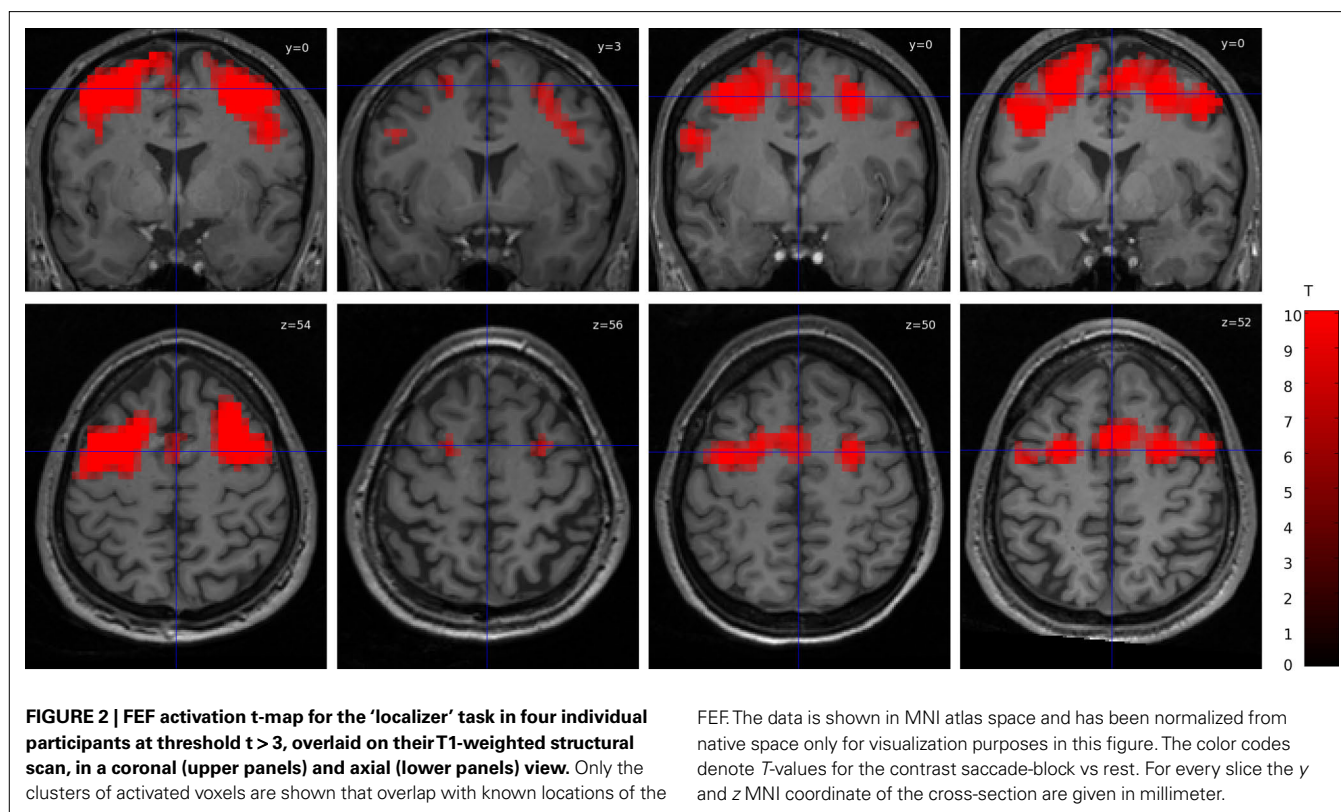 y=0
y=3
y=0
y=0
z=54
z=56
z=50
z=52
T
10
9
8
7
6
5
4
3
2
1
0
FIGURE 2 | FEF activation t-map for the 'localizer' task in four individual
participants at threshold t > 3, overlaid on their T1-weighted structural
scan, in a coronal (upper panels) and axial (lower panels) view. Only the
clusters of activated voxels are shown that overlap with known locations of the
FEF. The data is shown in MNI atlas space and has been normalized from
native space only for visualization purposes in this figure. The color codes
denote T-values for the contrast saccade-block vs rest. For every slice the y
and z MNI coordinate of the cross-section are given in millimeter.